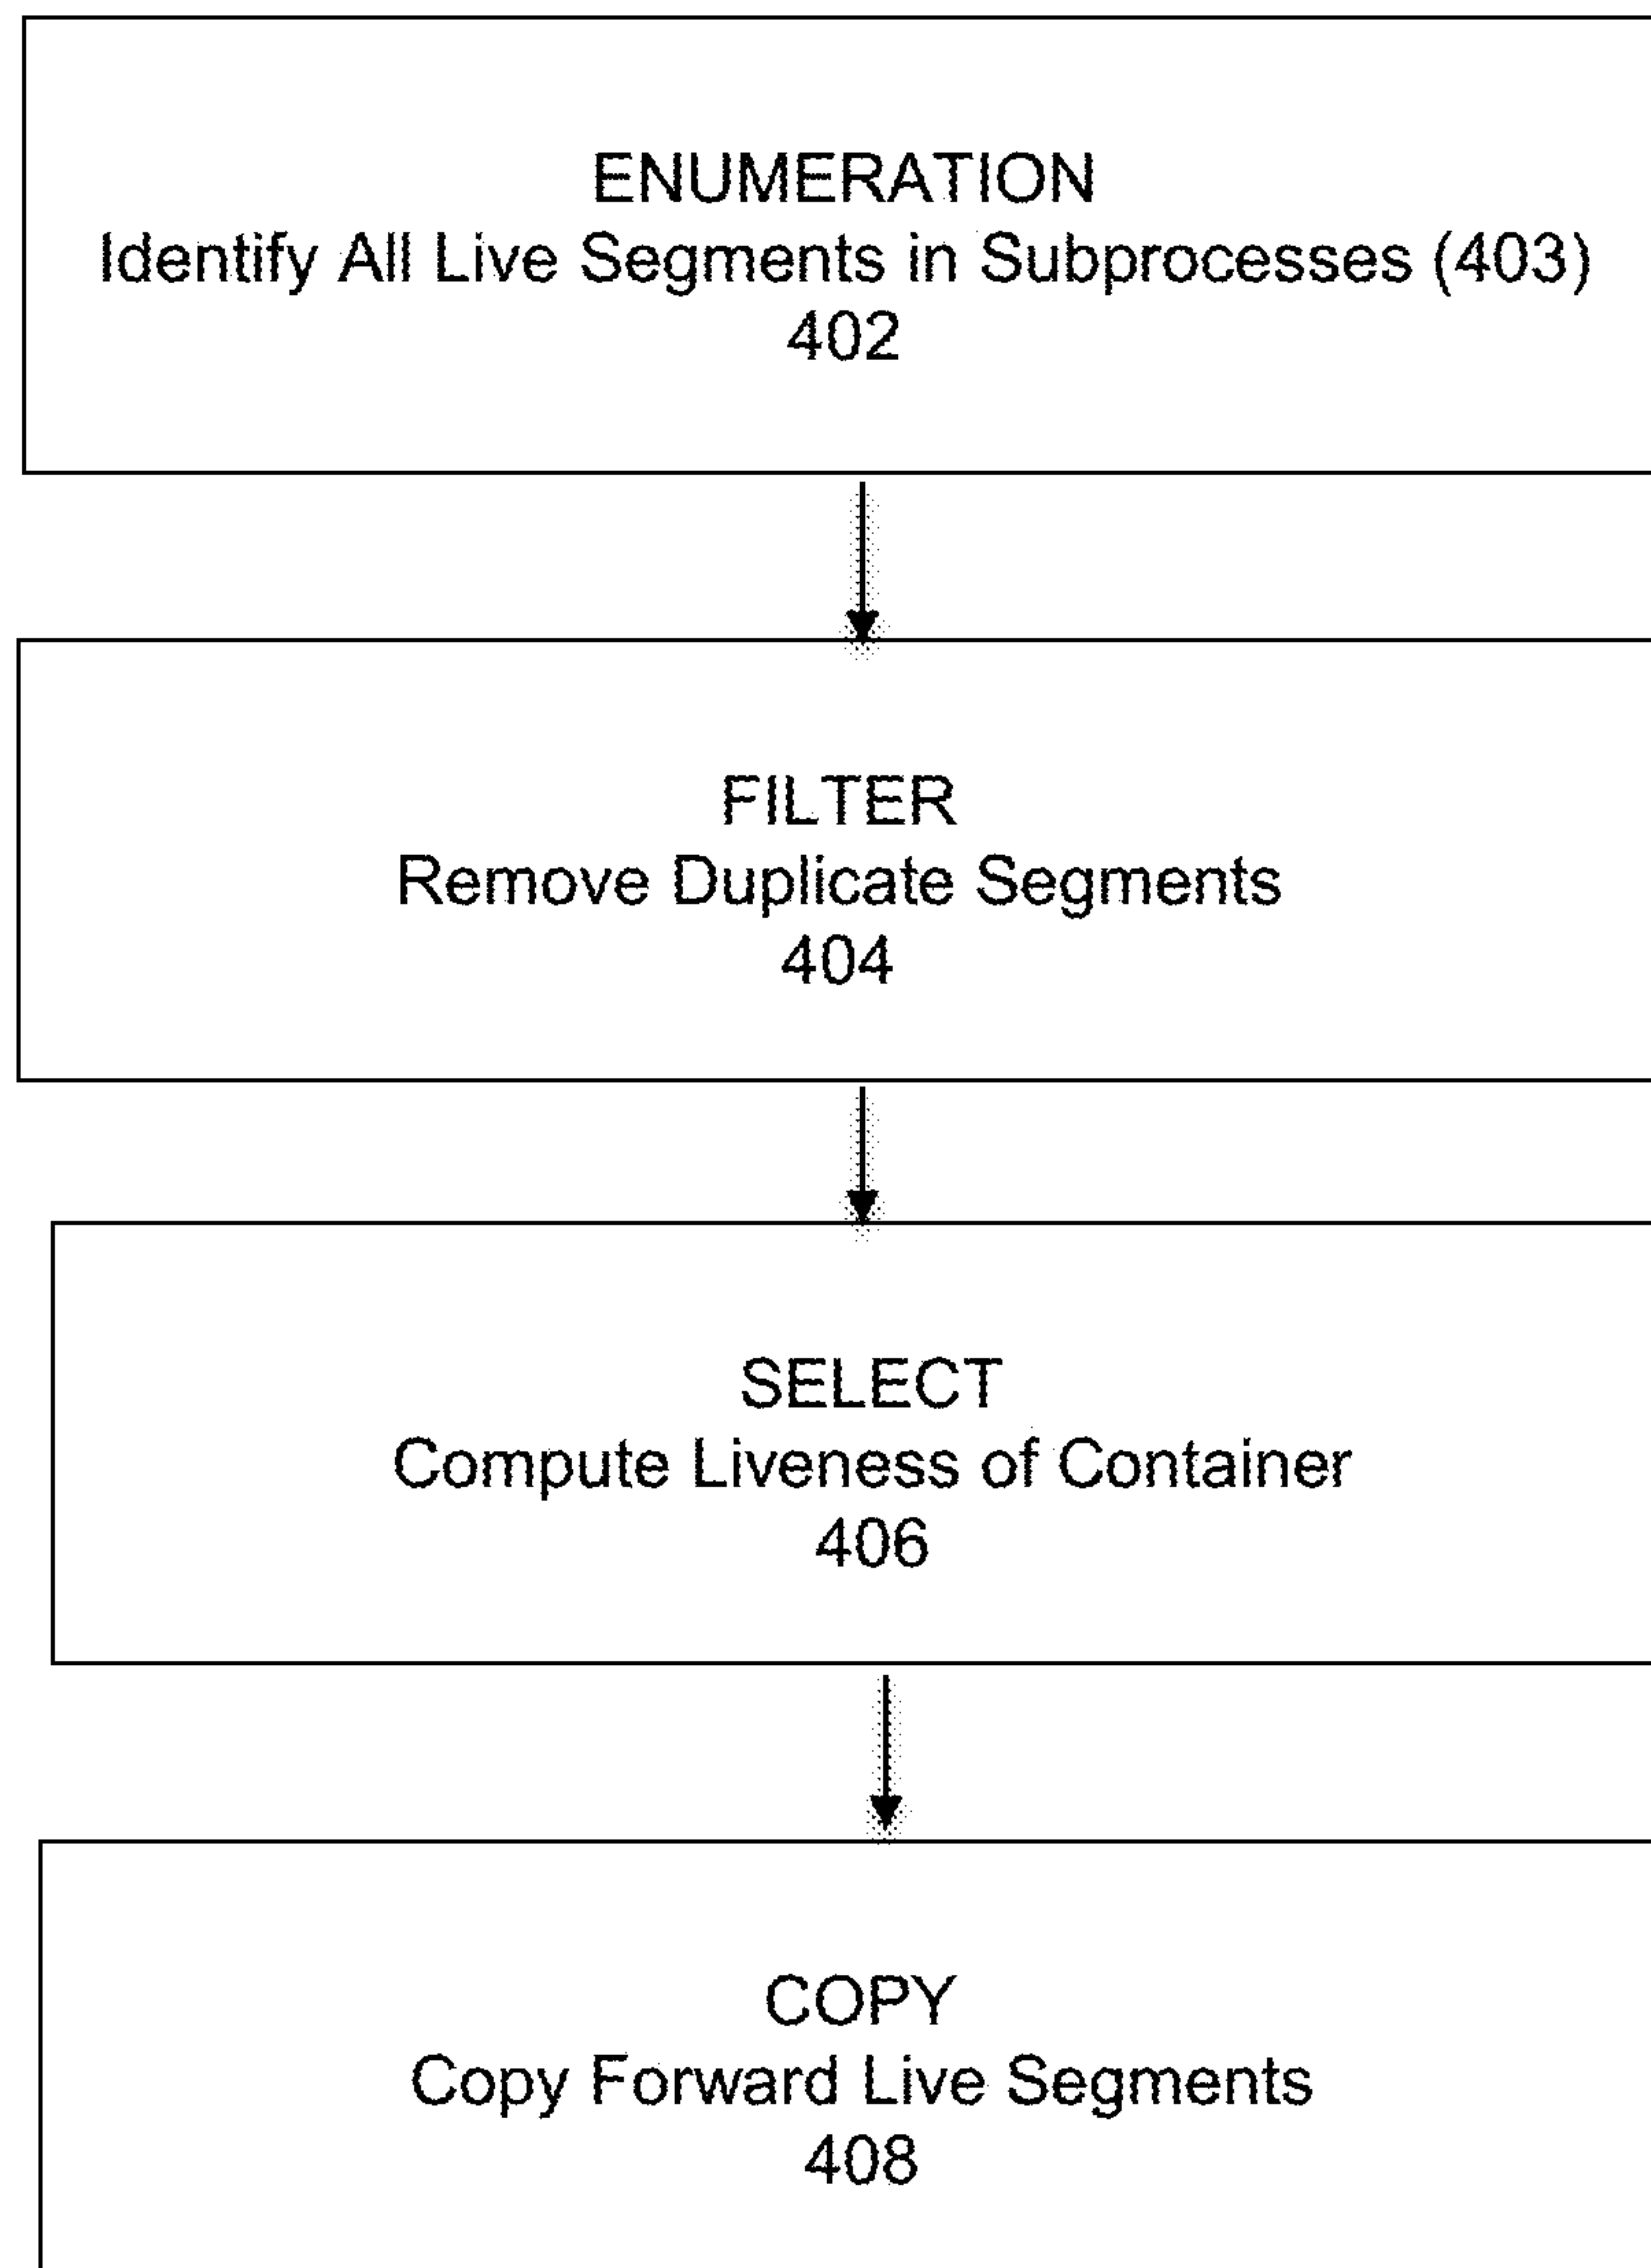 ENUMERATION
Identify All Live Segments in Subprocesses (403)
402
FILTER
Remove Duplicate Segments
404
SELECT
Compute Liveness of Container
406
COPY
Copy Forward Live Segments
408